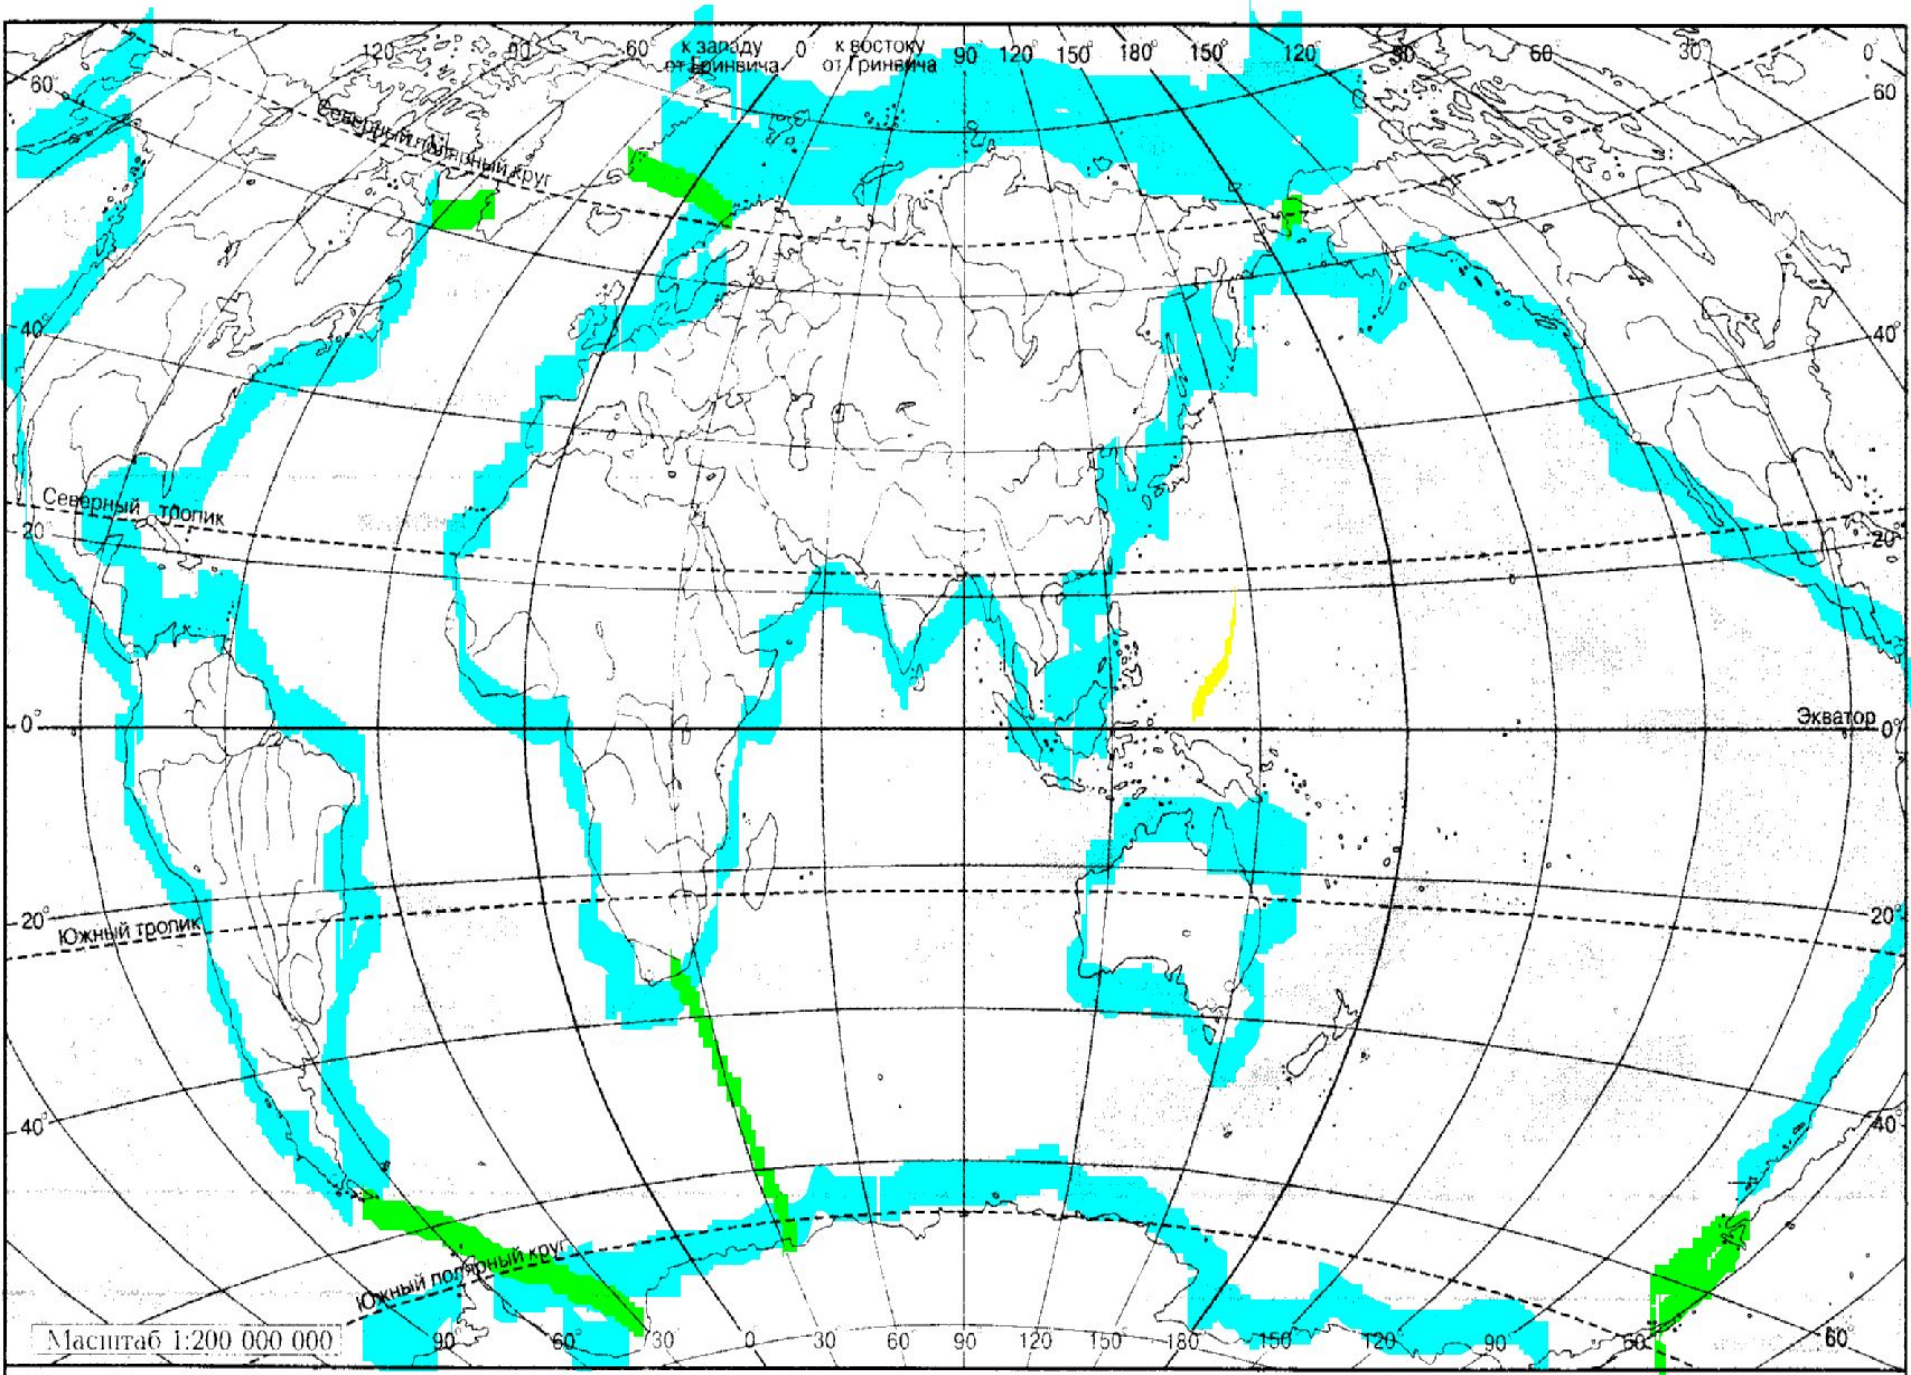 120° 90° 60° к западу 0° к востоку 90° 120° 150° 180° 150° 120° 90° 60° 30° 0°
от Гринвича от Гринвича
60° 60°
Северный полярный круг
40° 40°
Северный тропик
20° 20°
0° Экватор 0°
20° 20°
Южный тропик
40° 40°
Южный полярный круг
Масштаб 1:200 000 000 90° 60° 30 0 30 60 90 120 150 180 150 120° 90° 60° 60°